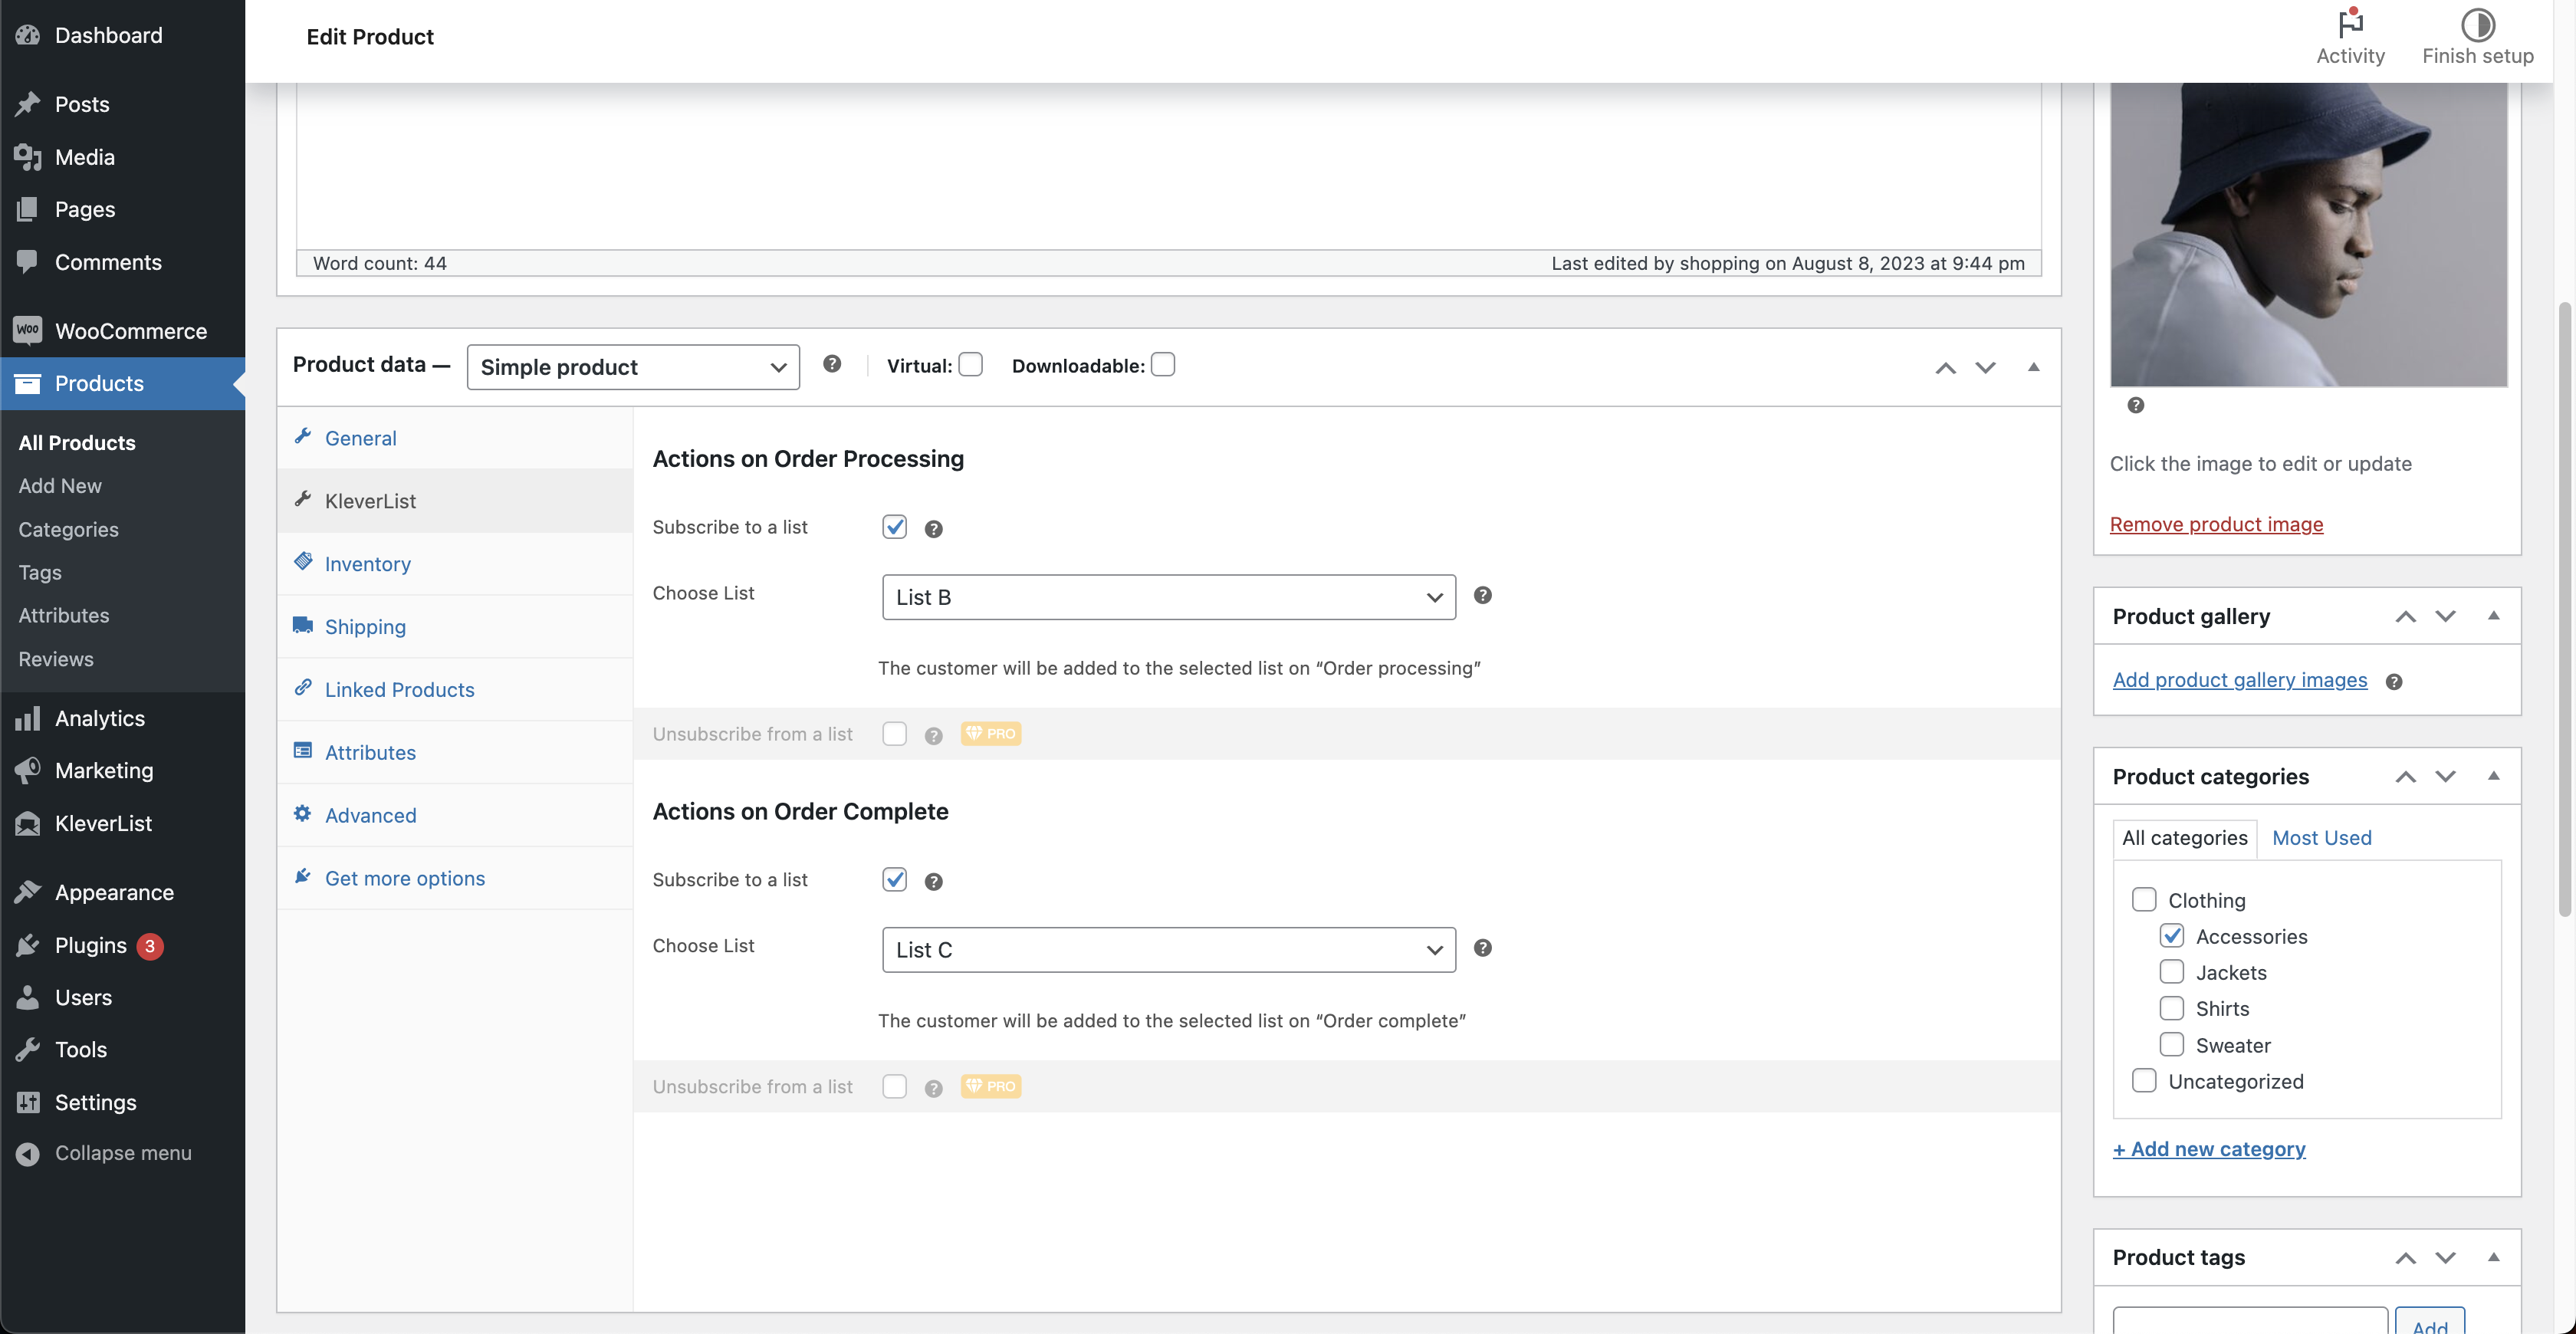 Dashboard
Posts
Media
Pages
Comments
Woo WooCommerce
Products
All Products
Add New
Categories
Tags
Attributes
Reviews
Analytics
Marketing
KleverList
Appearance
Plugins 3
Users
Tools
Settings
Collapse menu
Edit Product
Activity
Finish setup
Word count: 44
Last edited by shopping on August 8, 2023 at 9:44 pm
Product data — Simple product ? Virtual: Downloadable:
General
KleverList
Inventory
Shipping
Linked Products
Attributes
Advanced
Get more options
Actions on Order Processing
Subscribe to a list ?
Choose List List B ?
The customer will be added to the selected list on “Order processing”
Unsubscribe from a list ? PRO
Actions on Order Complete
Subscribe to a list ?
Choose List List C ?
The customer will be added to the selected list on “Order complete”
Unsubscribe from a list ? PRO
?
Click the image to edit or update
Remove product image
Product gallery
Add product gallery images ?
Product categories
All categories Most Used
Clothing
Accessories
Jackets
Shirts
Sweater
Uncategorized
+ Add new category
Product tags
Add